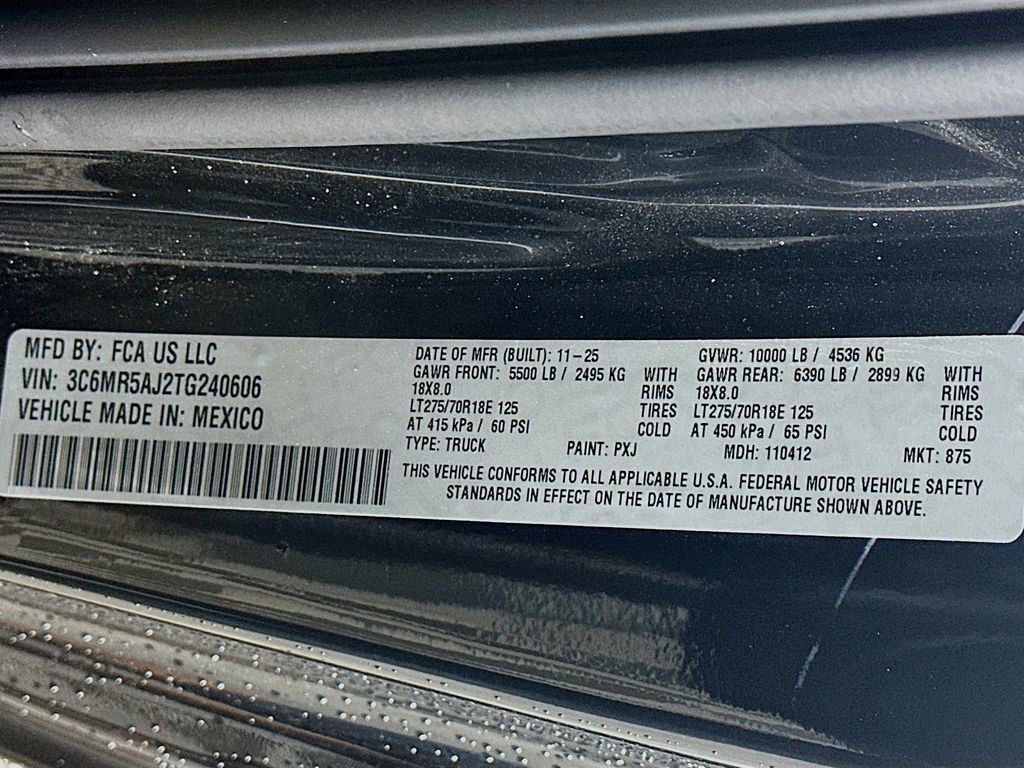 MFD BY: FCA US LLC
VIN: 3C6MR5AJ2TG240606
VEHICLE MADE IN: MEXICO
DATE OF MFR (BUILT): 11-25 GVWR: 10000 LB / 4536 KG
GAWR FRONT: 5500 LB / 2495 KG WITH GAWR REAR: 6390 LB / 2899 KG WITH
18X8.0 RIMS 18X8.0 RIMS
LT275/70R18E 125 TIRES LT275/70R18E 125 TIRES
AT 415 kPa / 60 PSI COLD AT 450 kPa / 65 PSI COLD
TYPE: TRUCK PAINT: PXJ MDH: 110412 MKT: 875
THIS VEHICLE CONFORMS TO ALL APPLICABLE U.S.A. FEDERAL MOTOR VEHICLE SAFETY
STANDARDS IN EFFECT ON THE DATE OF MANUFACTURE SHOWN ABOVE.